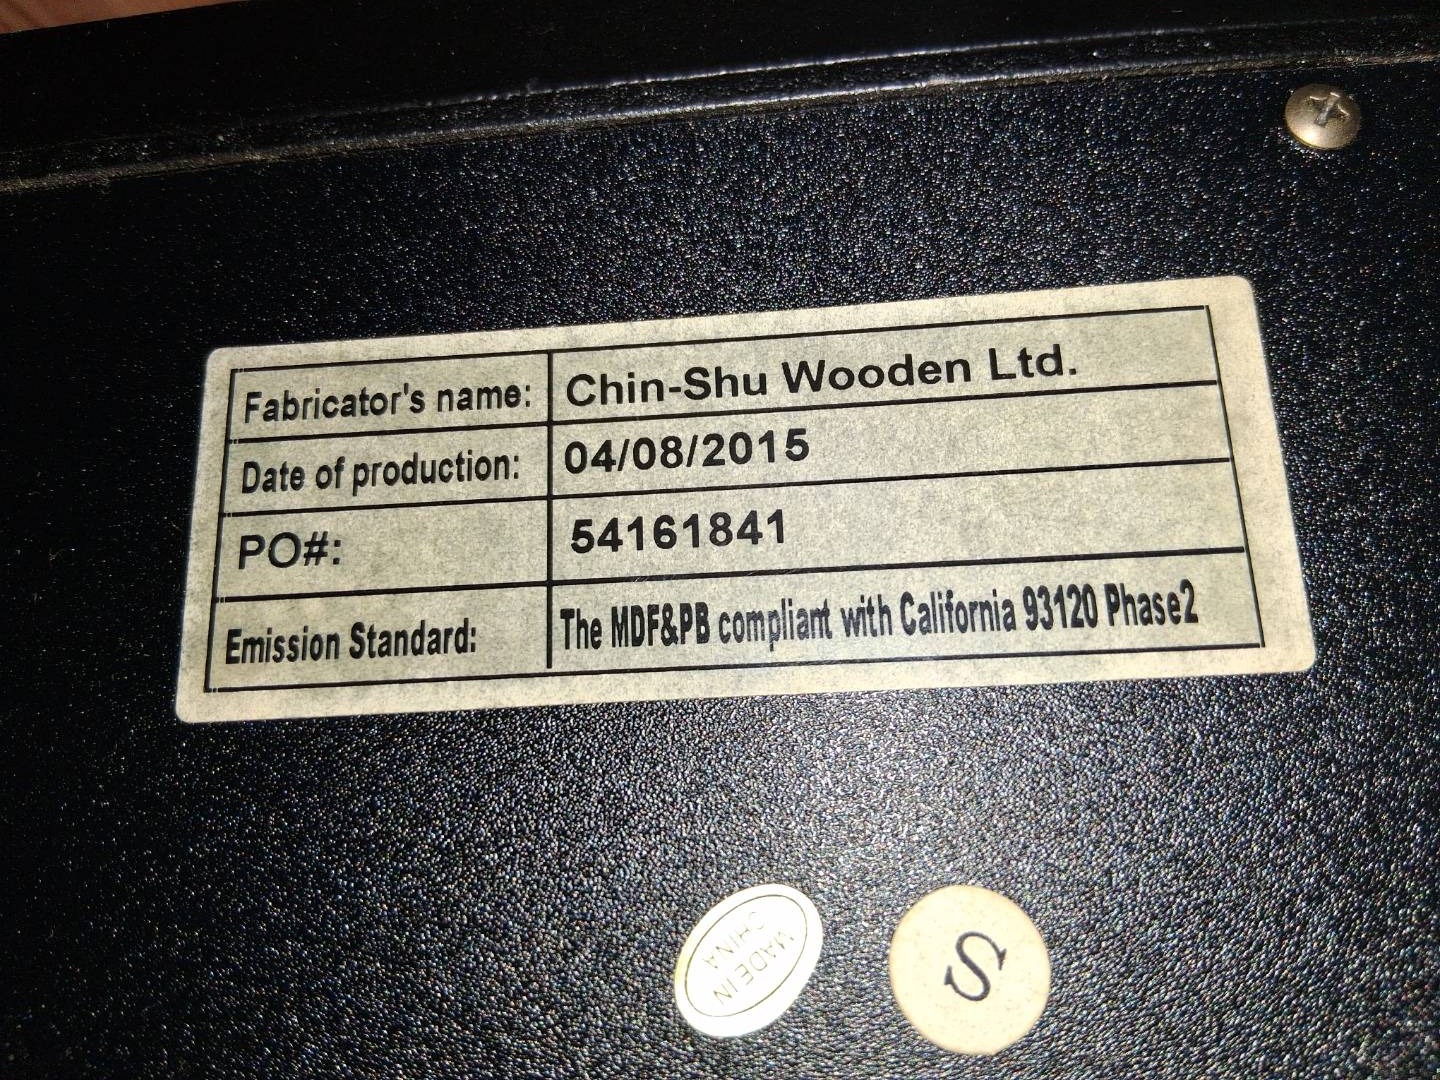 Fabricator's name: Chin-Shu Wooden Ltd.
Date of production: 04/08/2015
PO#: 54161841
Emission Standard: The MDF&PB compliant with California 93120 Phase2
MADE IN
CHINA
S